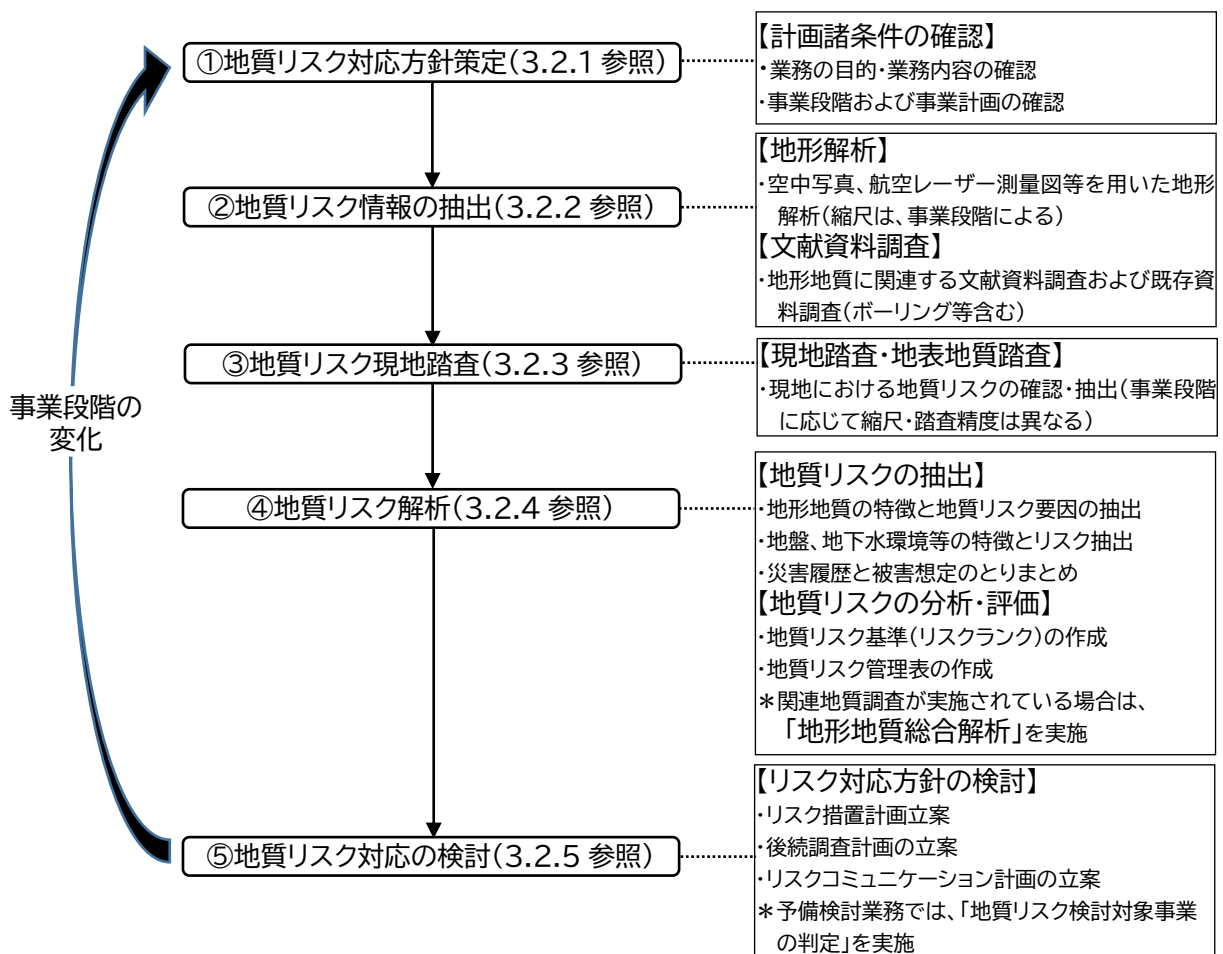 ①地質リスク対応方針策定(3.2.1 参照)
【計画諸条件の確認】
・業務の目的・業務内容の確認
・事業段階および事業計画の確認
②地質リスク情報の抽出(3.2.2 参照)
【地形解析】
・空中写真、航空レーザー測量図等を用いた地形
解析(縮尺は、事業段階による)
【文献資料調査】
・地形地質に関連する文献資料調査および既存資
料調査(ボーリング等含む)
③地質リスク現地踏査(3.2.3 参照)
【現地踏査・地表地質踏査】
・現地における地質リスクの確認・抽出(事業段階
に応じて縮尺・踏査精度は異なる)
事業段階の
変化
④地質リスク解析(3.2.4 参照)
【地質リスクの抽出】
・地形地質の特徴と地質リスク要因の抽出
・地盤、地下水環境等の特徴とリスク抽出
・災害履歴と被害想定のとりまとめ
【地質リスクの分析・評価】
・地質リスク基準(リスクランク)の作成
・地質リスク管理表の作成
＊関連地質調査が実施されている場合は、
「地形地質総合解析」を実施
⑤地質リスク対応の検討(3.2.5 参照)
【リスク対応方針の検討】
・リスク措置計画立案
・後続調査計画の立案
・リスクコミュニケーション計画の立案
＊予備検討業務では、「地質リスク検討対象事業
の判定」を実施